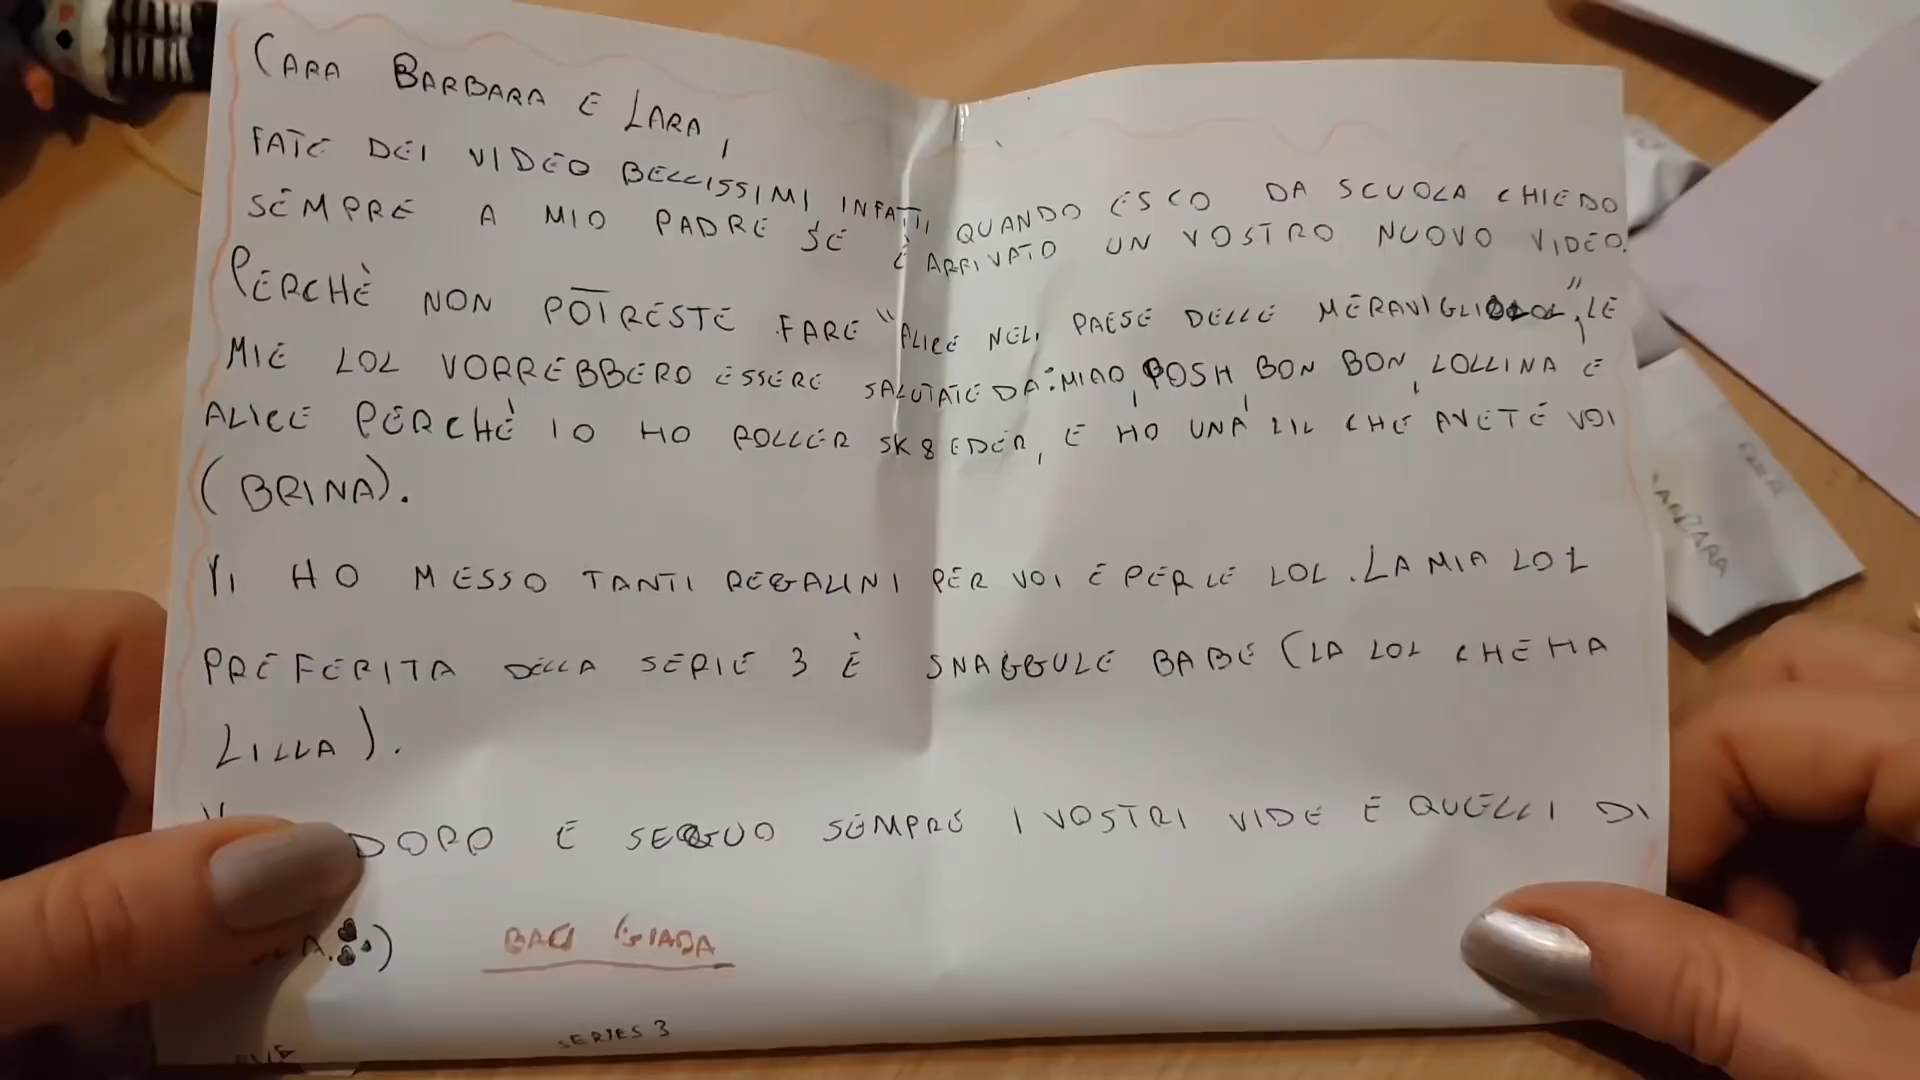 CARA BARBARA E LARA,
FATE DEI VIDEO BELLISSIMI, INFATTI, QUANDO ESCO DA SCUOLA CHIEDO
SEMPRE A MIO PADRE SE È ARRIVATO UN VOSTRO NUOVO VIDEO.
PERCHÈ NON POTRESTE FARE "ALICE NEL PAESE DELLE MERAVIGLIE", LE
MIE LOL VORREBBERO ESSERE SALUTATE DA: MIAO, POSH, BON BON, LOLLINA E
ALICE PERCHÈ IO HO ROLLER SK8EDER, E HO UNA LIL CHE AVETE VOI
(BRINA).
VI HO MESSO TANTI REGALINI PER VOI E PER LE LOL. LA MIA LOL
PREFERITA DELLA SERIE 3 È SNAGGULE BABE (LA LOL CHE HA
LILLA).
DORO E SEGUO SEMPRE I VOSTRI VIDE E QUELLI DI
A. )
BACI GIADA
SERIES 3
BARBARA